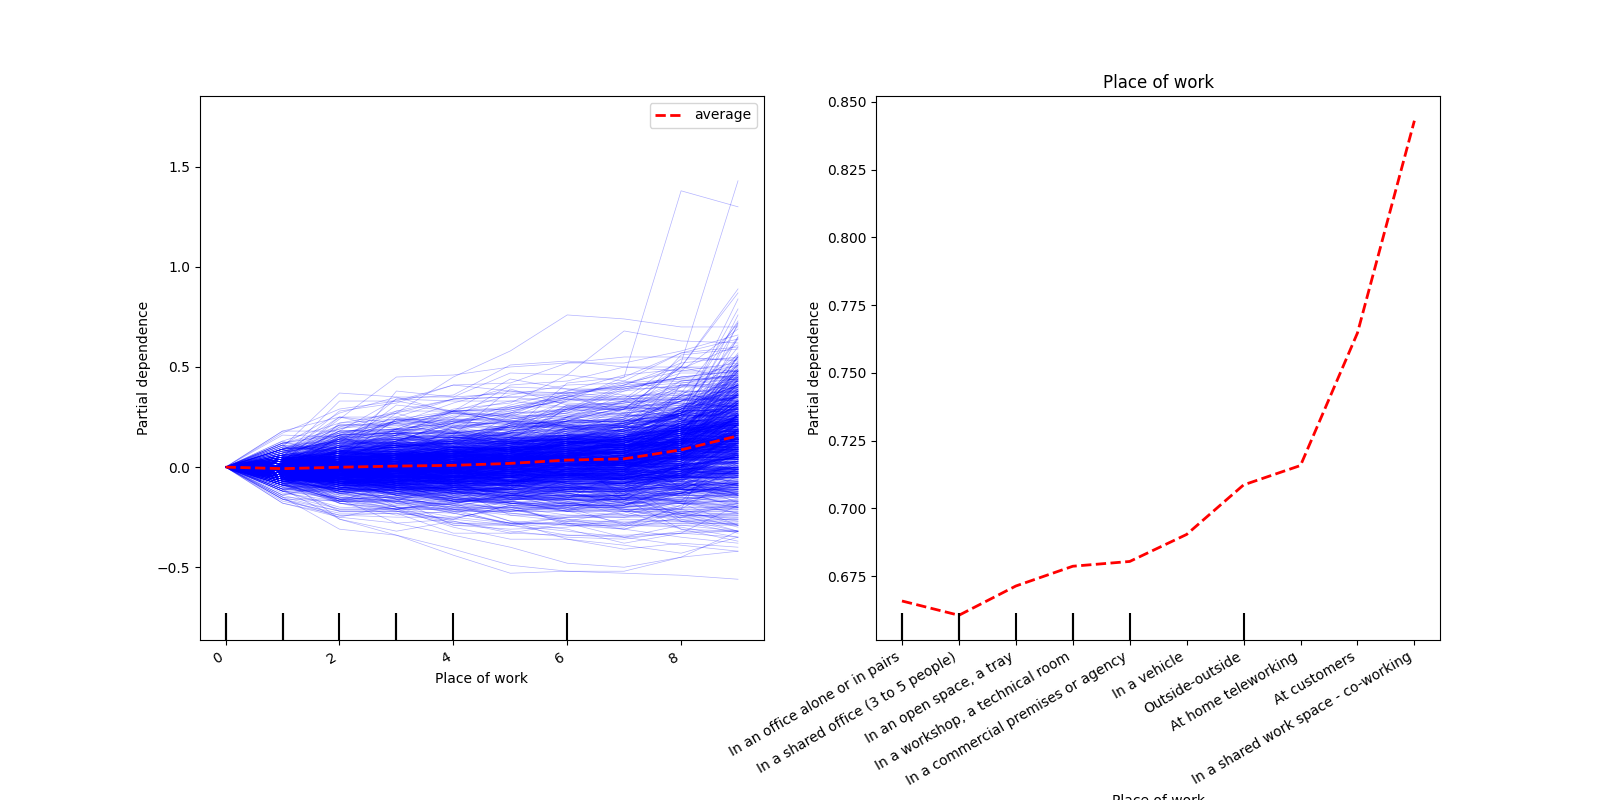 Place of work
average
1.5
1.0
0.5
0.0
−0.5
Partial dependence
0
2
4
6
8
Place of work
0.850
0.825
0.800
0.775
0.750
0.725
0.700
0.675
Partial dependence
In an office alone or in pairs
In a shared office (3 to 5 people)
In an open space, a tray
In a workshop, a technical room
In a commercial premises or agency
In a vehicle
Outside-outside
At home teleworking
At customers
In a shared work space - co-working
Place of work